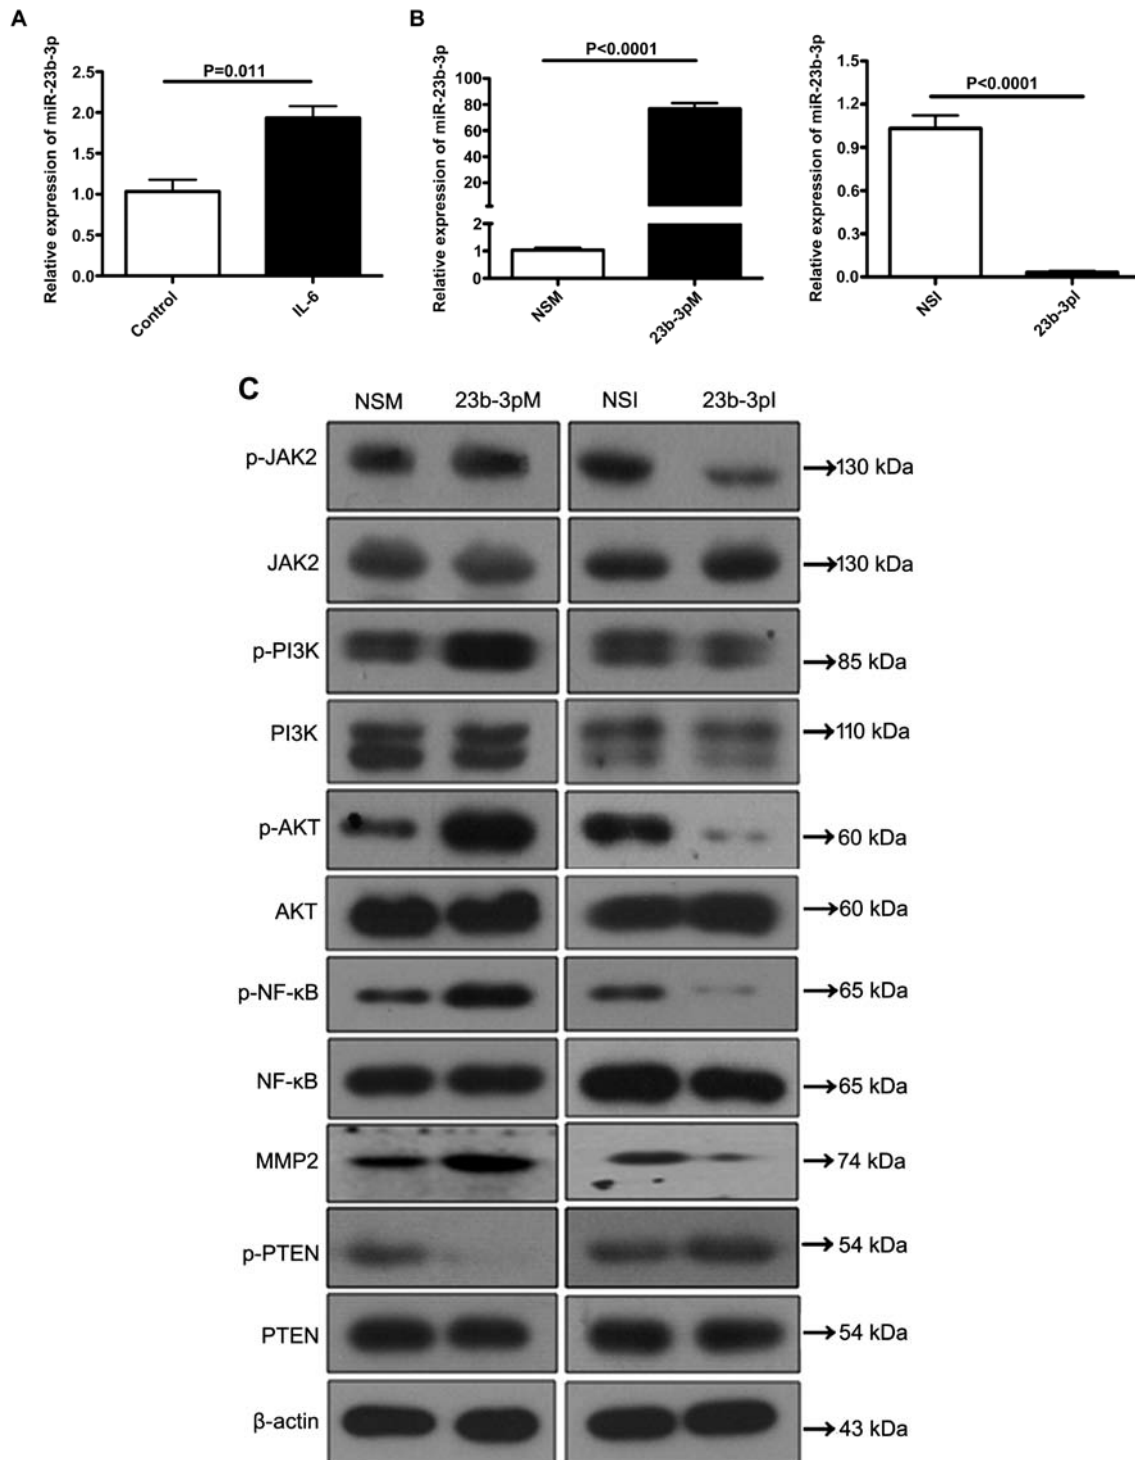 A
Relative expression of miR-23b-3p
2.5
2.0
1.5
1.0
0.5
0.0
P=0.011
Control
IL-6
B
Relative expression of miR-23b-3p
100
80
60
40
20
2
1
0
P<0.0001
NSM
23b-3pM
Relative expression of miR-23b-3p
1.5
1.2
0.9
0.6
0.3
0.0
P<0.0001
NSI
23b-3pI
C
NSM 23b-3pM NSI 23b-3pI
p-JAK2 →130 kDa
JAK2 →130 kDa
p-PI3K →85 kDa
PI3K →110 kDa
p-AKT →60 kDa
AKT →60 kDa
p-NF-κB →65 kDa
NF-κB →65 kDa
MMP2 →74 kDa
p-PTEN →54 kDa
PTEN →54 kDa
β-actin →43 kDa